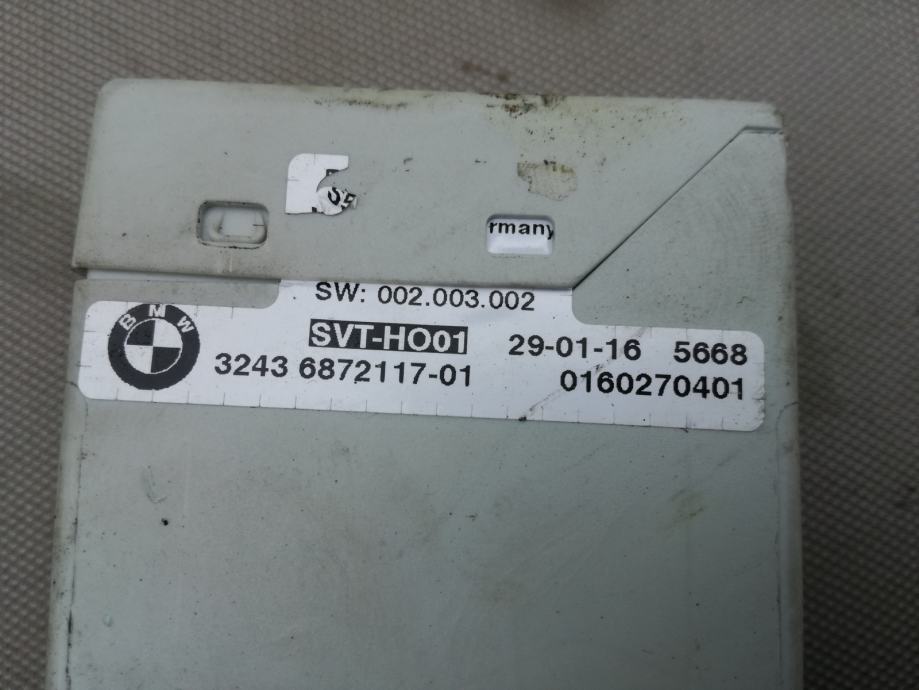 rmany
SW: 002.003.002
BMW
SVT-HO01 29-01-16 5668
3243 6872117-01 0160270401